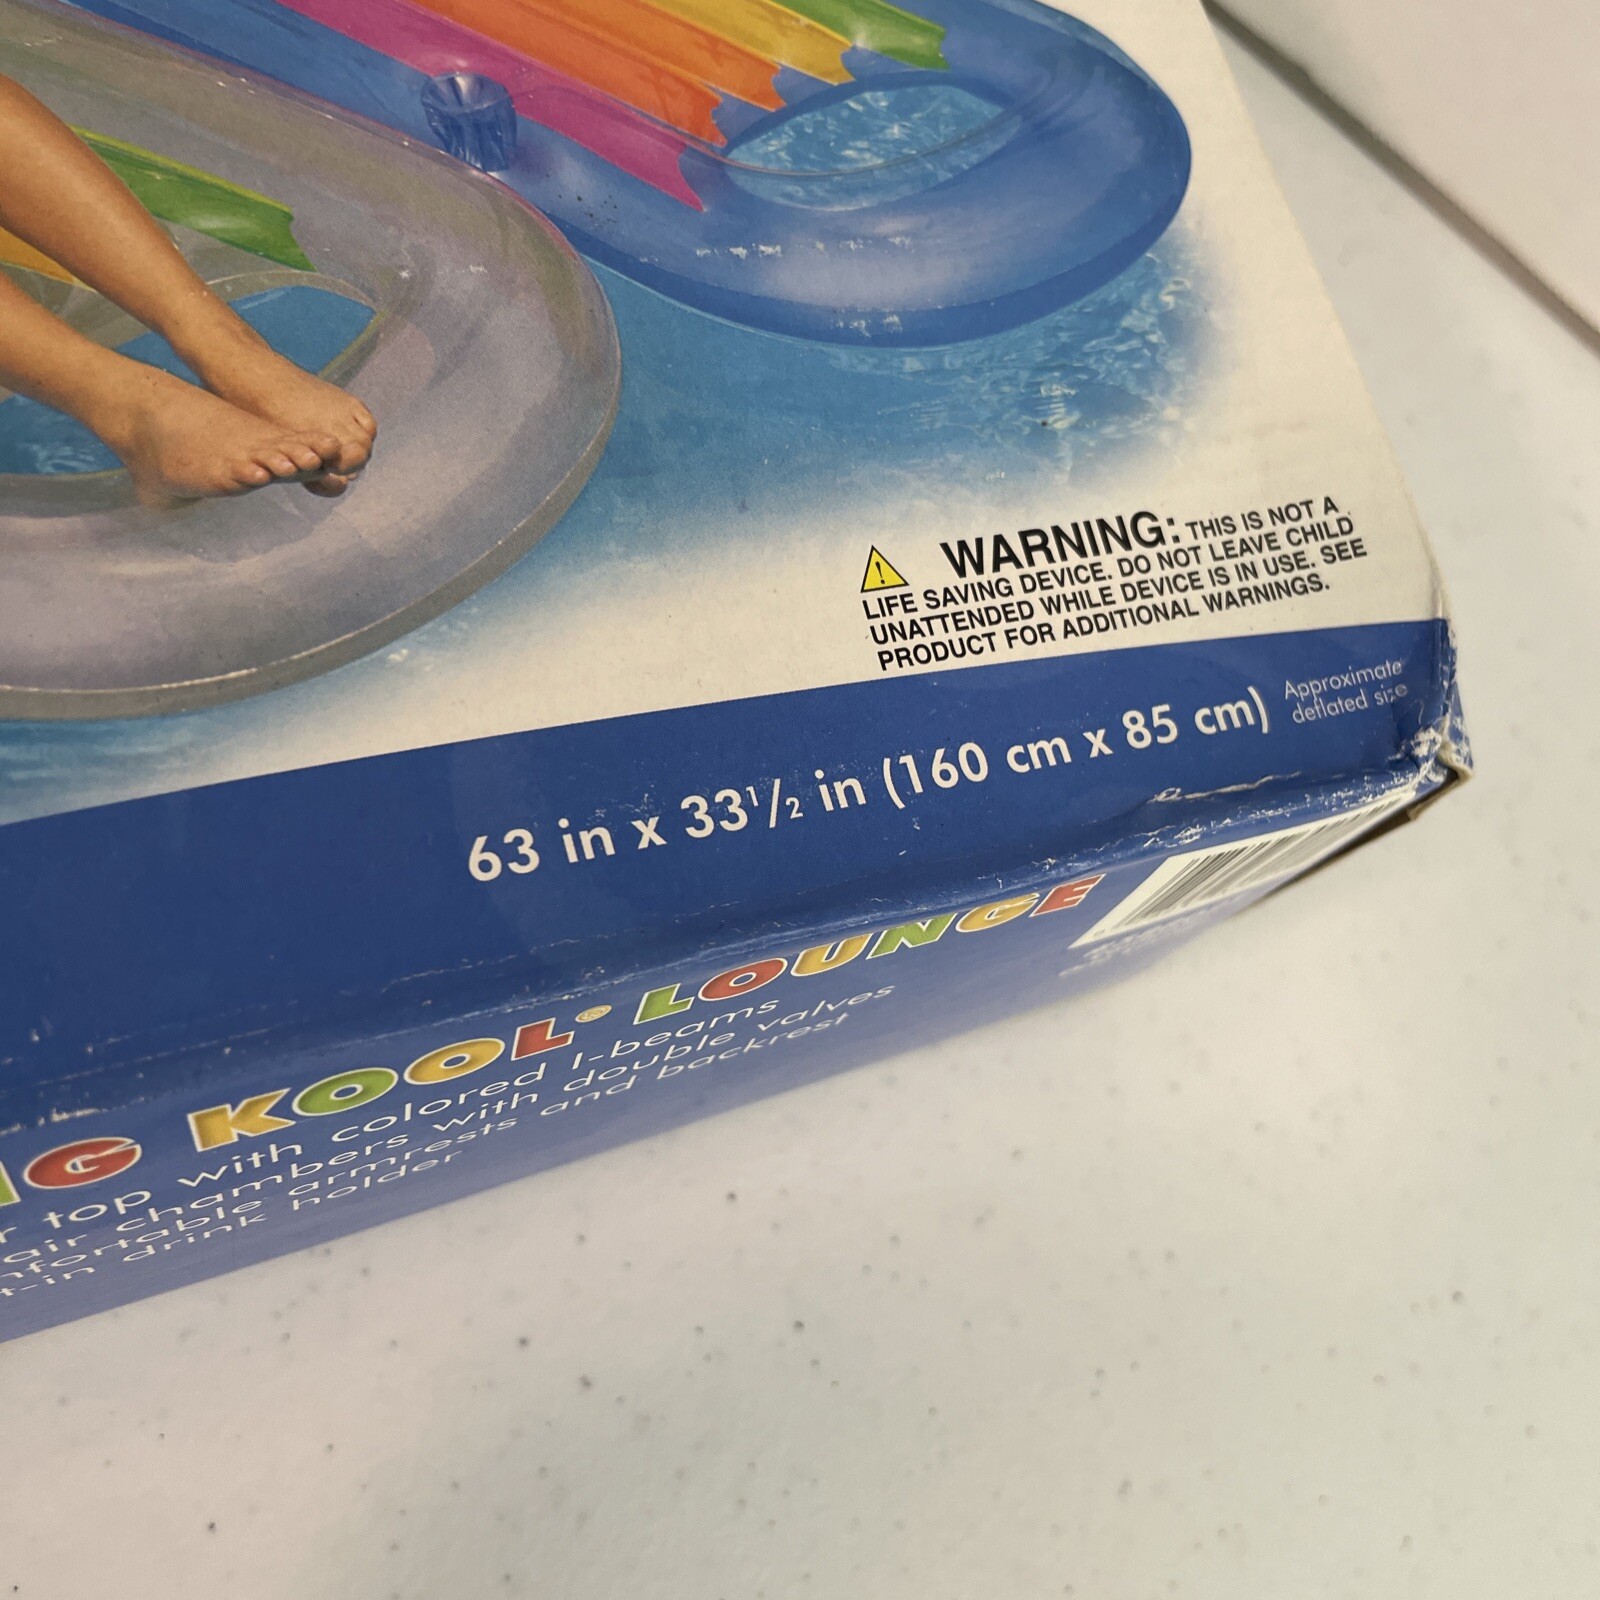 WARNING: THIS IS NOT A
LIFE SAVING DEVICE. DO NOT LEAVE CHILD
UNATTENDED WHILE DEVICE IS IN USE. SEE
PRODUCT FOR ADDITIONAL WARNINGS.
63 in x 33 1/2 in (160 cm x 85 cm)
Approximate
deflated size
G KOOL LOUNGE
top with colored I-beams
air chambers with double valves
armrests and backrest
drink holder